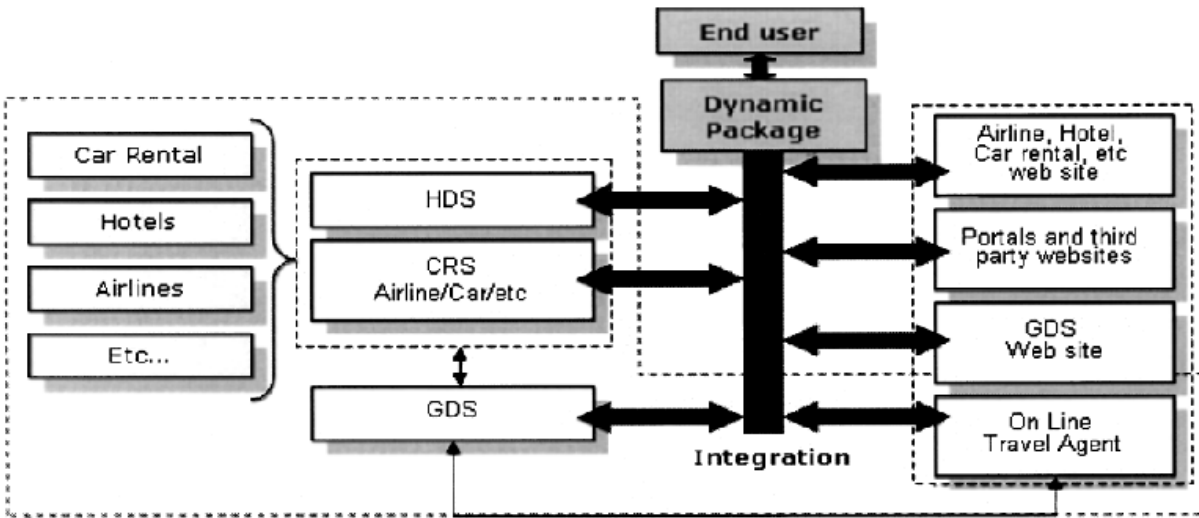 End user
Dynamic
Package
Car Rental
Hotels
Airlines
Etc...
HDS
CRS
Airline/Car/etc
GDS
Integration
Airline, Hotel,
Car rental, etc
web site
Portals and third
party websites
GDS
Web site
On Line
Travel Agent